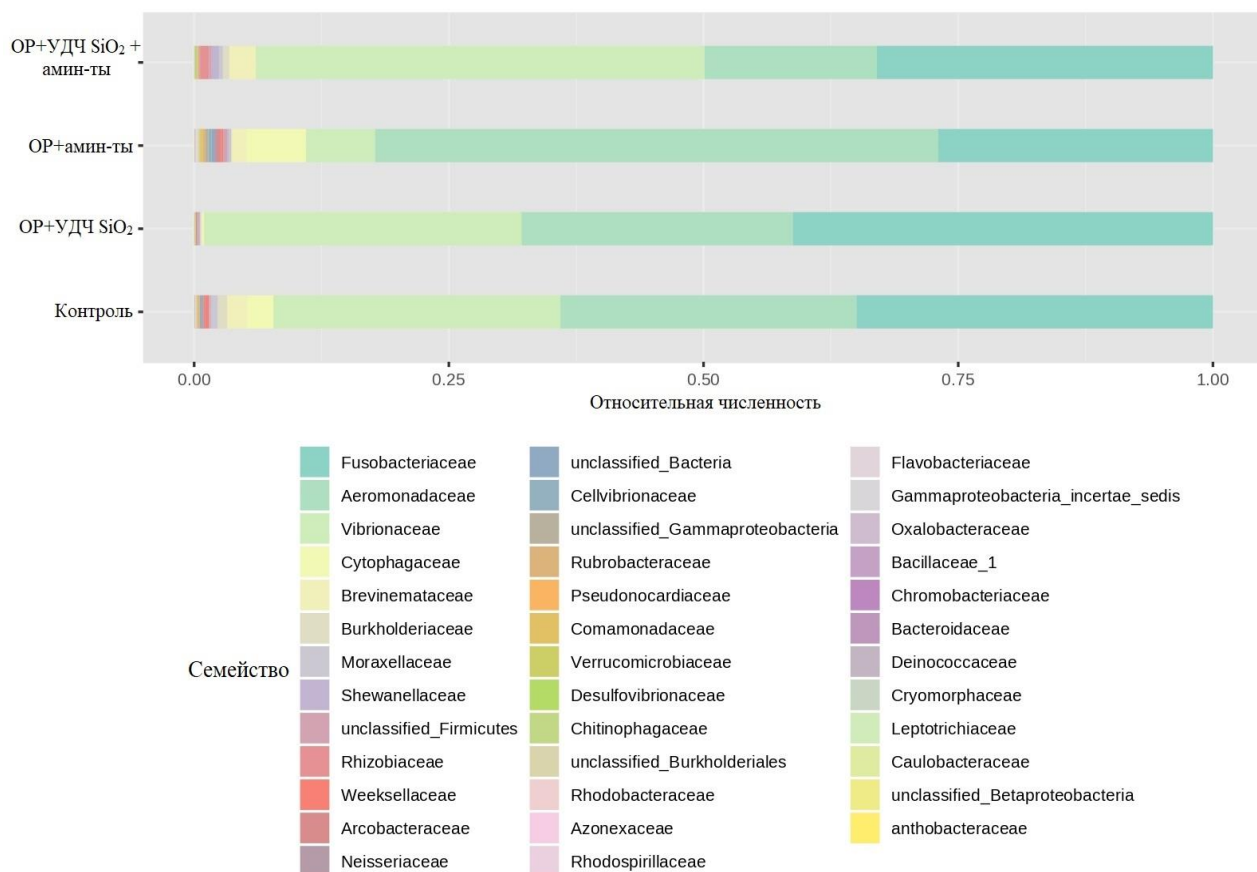 ОР+УДЧ SiO₂ +
амин-ты
ОР+амин-ты
ОР+УДЧ SiO₂
Контроль
0.00 0.25 0.50 0.75 1.00
Относительная численность
Семейство
Fusobacteriaceae
Aeromonadaceae
Vibrionaceae
Cytophagaceae
Brevinemataceae
Burkholderiaceae
Moraxellaceae
Shewanellaceae
unclassified_Firmicutes
Rhizobiaceae
Weeksellaceae
Arcobacteraceae
Neisseriaceae
unclassified_Bacteria
Cellvibrionaceae
unclassified_Gammaproteobacteria
Rubrobacteraceae
Pseudonocardiaceae
Comamonadaceae
Verrucomicrobiaceae
Desulfovibrionaceae
Chitinophagaceae
unclassified_Burkholderiales
Rhodobacteraceae
Azonexaceae
Rhodospirillaceae
Flavobacteriaceae
Gammaproteobacteria_incertae_sedis
Oxalobacteraceae
Bacillaceae_1
Chromobacteriaceae
Bacteroidaceae
Deinococcaceae
Cryomorphaceae
Leptotrichiaceae
Caulobacteraceae
unclassified_Betaproteobacteria
anthobacteraceae